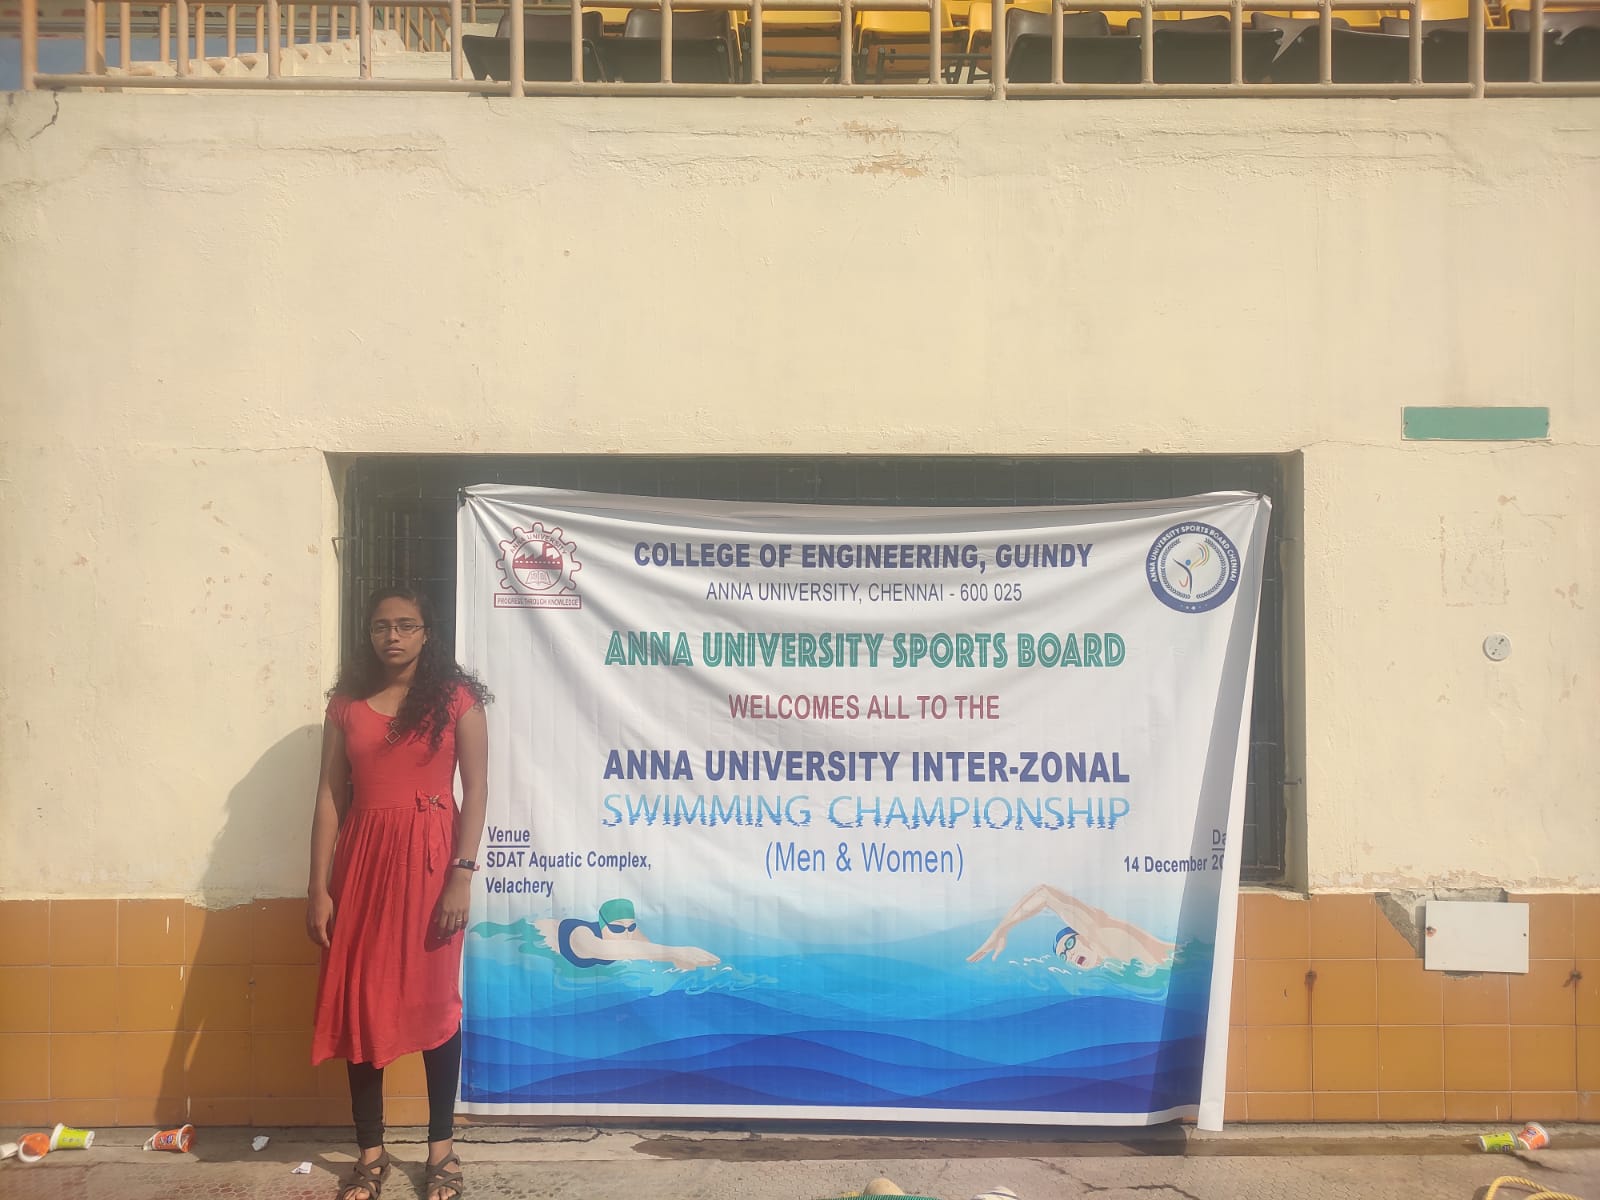 ANNA UNIVERSITY
PROGRESS THROUGH KNOWLEDGE
COLLEGE OF ENGINEERING, GUINDY
ANNA UNIVERSITY, CHENNAI - 600 025
ANNA UNIVERSITY SPORTS BOARD CHENNAI
ANNA UNIVERSITY SPORTS BOARD
WELCOMES ALL TO THE
ANNA UNIVERSITY INTER-ZONAL
SWIMMING CHAMPIONSHIP
(Men & Women)
Venue
SDAT Aquatic Complex,
Velachery
14 December